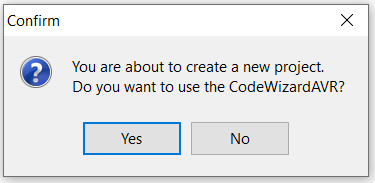 Confirm
You are about to create a new project.
Do you want to use the CodeWizardAVR?
Yes
No